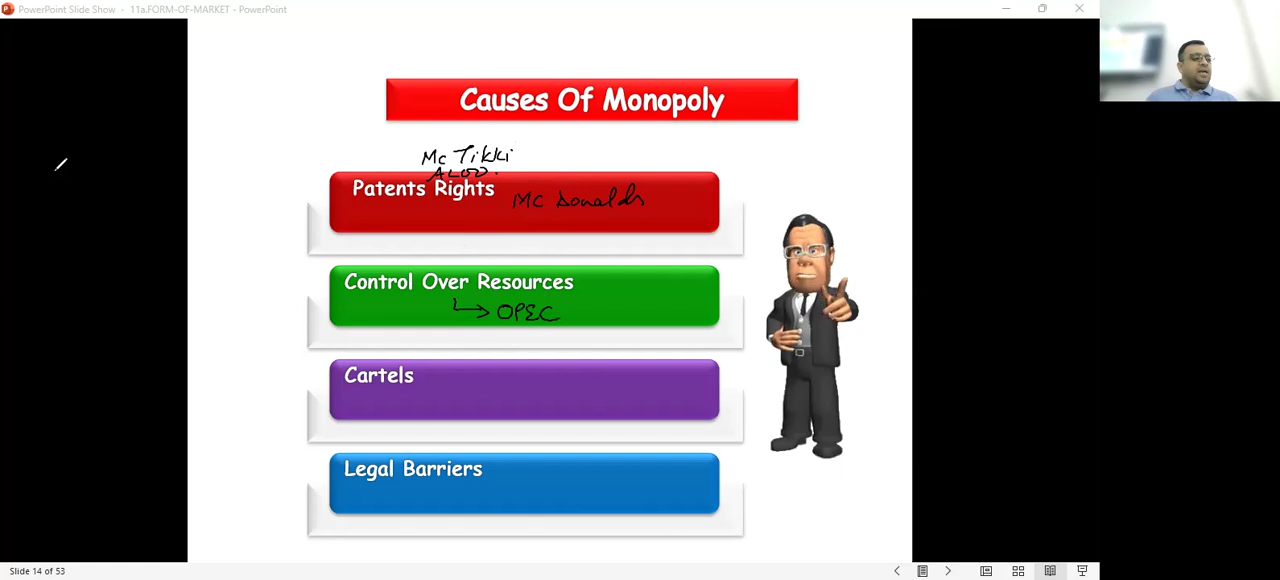 PowerPoint Slide Show - 11a.FORM-OF-MARKET - PowerPoint
Causes Of Monopoly
Mc Tikki
ALOO
Patents Rights
Mc Donalds
Control Over Resources
OPEC
Cartels
Legal Barriers
Slide 14 of 53